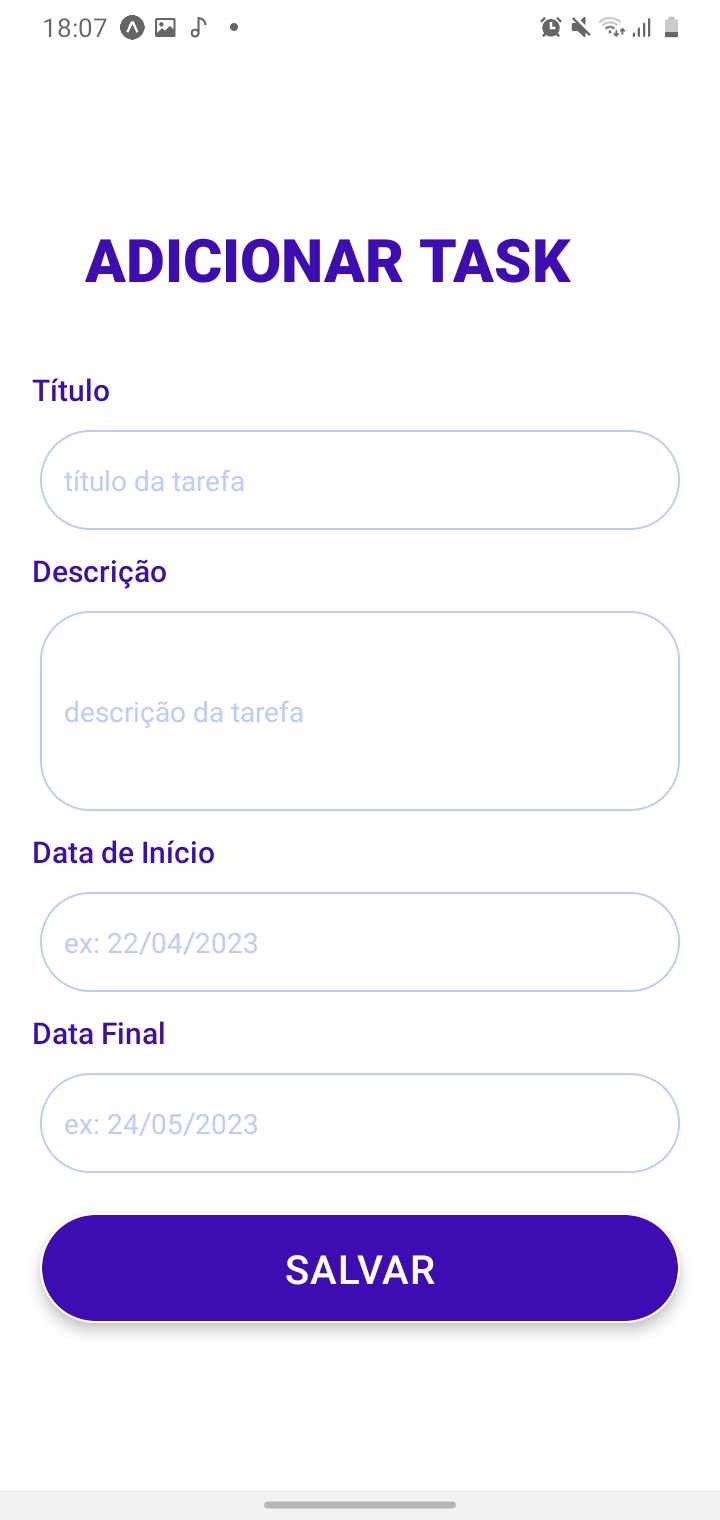 18:07
ADICIONAR TASK
Título
título da tarefa
Descrição
descrição da tarefa
Data de Início
ex: 22/04/2023
Data Final
ex: 24/05/2023
SALVAR